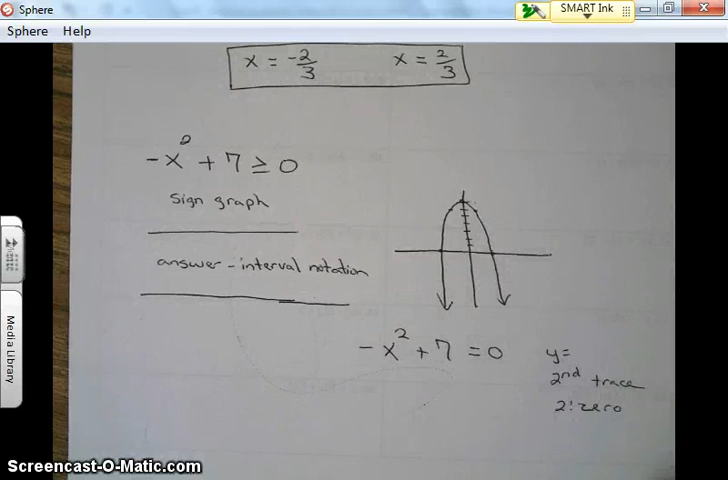 Sphere
SMART Ink
Sphere Help
x = -2/3 x = 2/3
-x² + 7 ≥ 0
sign graph
answer - interval notation
-x² + 7 = 0
y=
2nd trace
2: zero
Media Library
Screencast-O-Matic.com